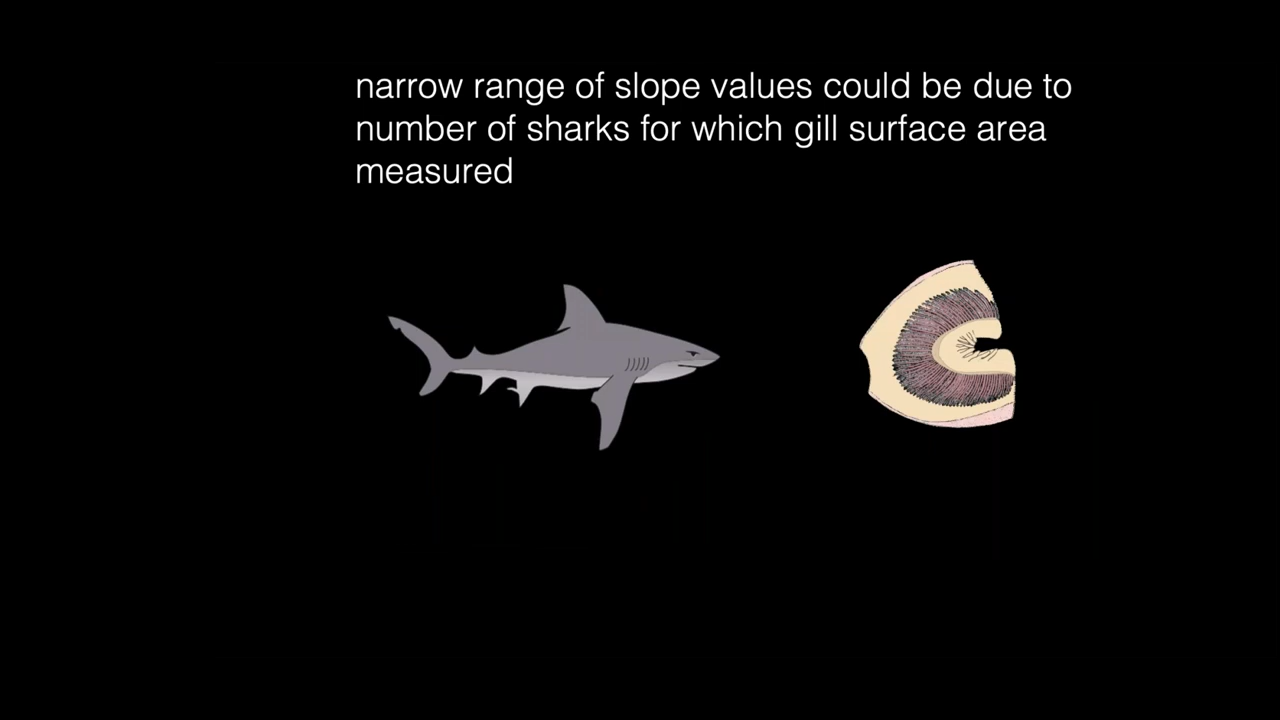 narrow range of slope values could be due to
number of sharks for which gill surface area
measured